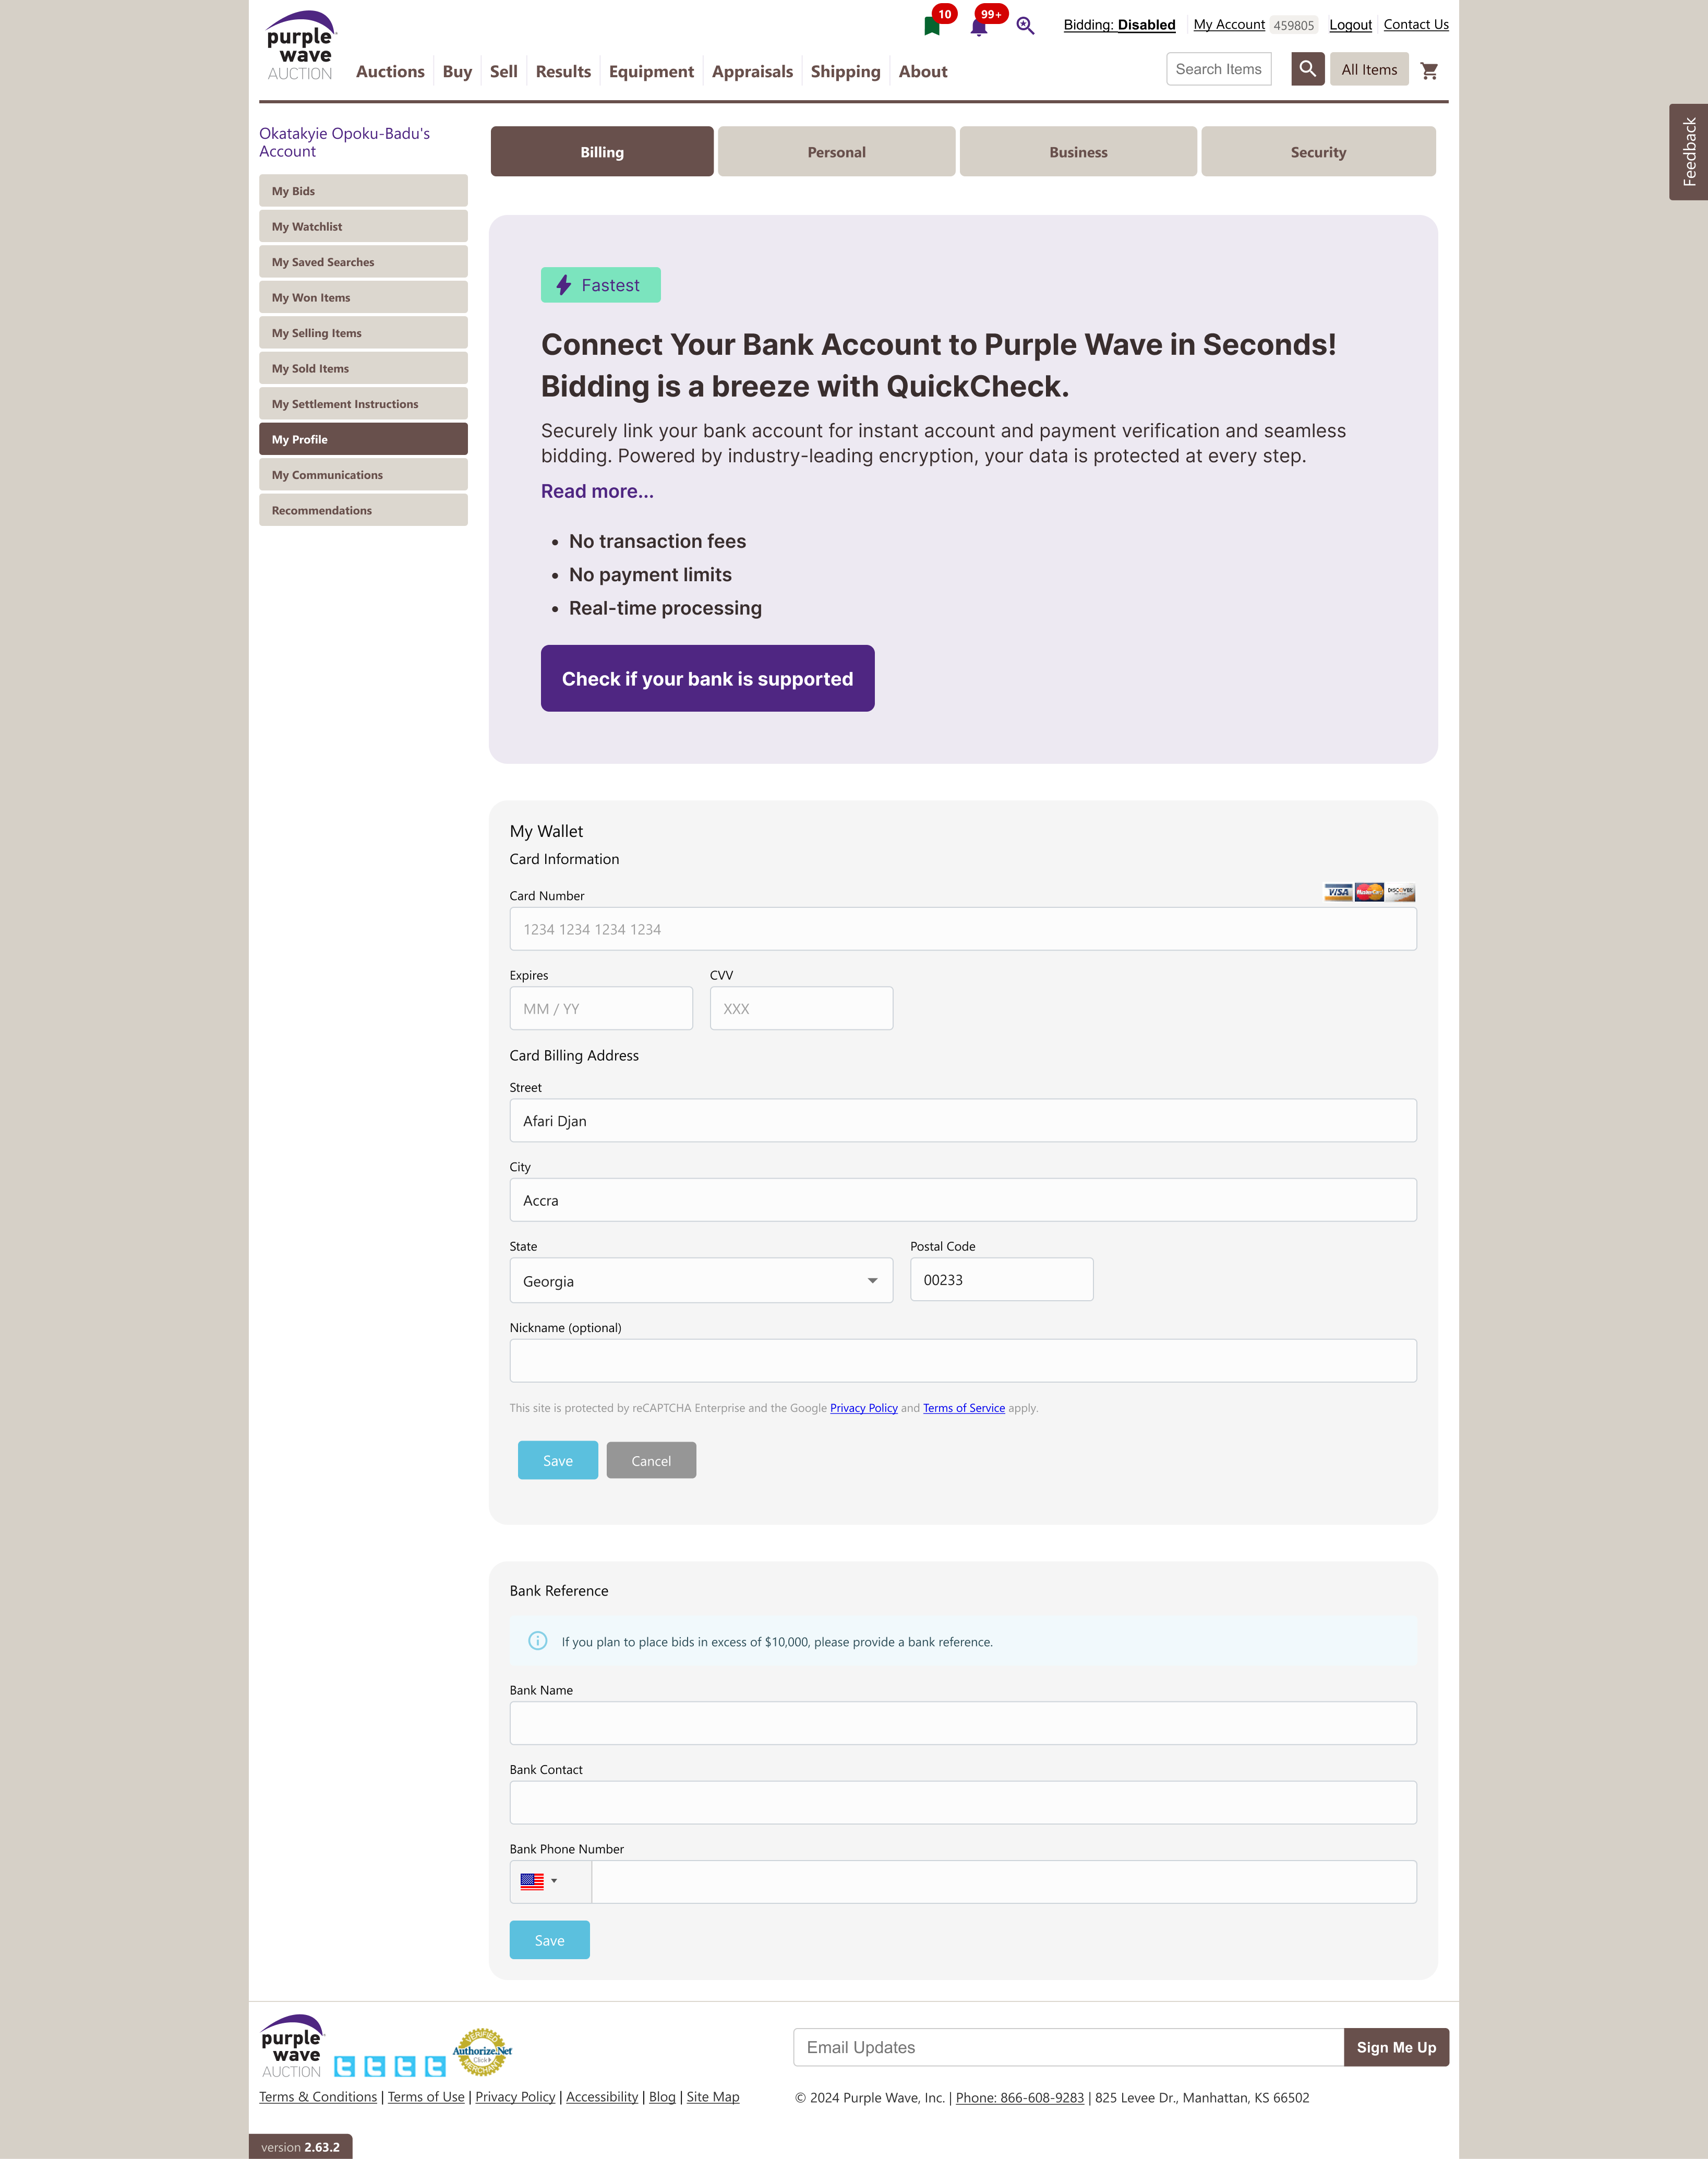 purple
wave
AUCTION
10
99+
Bidding: Disabled
My Account 459805
Logout
Contact Us
Auctions
Buy
Sell
Results
Equipment
Appraisals
Shipping
About
Search Items
All Items
Feedback
Okatakyie Opoku-Badu's
Account
My Bids
My Watchlist
My Saved Searches
My Won Items
My Selling Items
My Sold Items
My Settlement Instructions
My Profile
My Communications
Recommendations
Billing
Personal
Business
Security
Fastest
Connect Your Bank Account to Purple Wave in Seconds!
Bidding is a breeze with QuickCheck.
Securely link your bank account for instant account and payment verification and seamless
bidding. Powered by industry-leading encryption, your data is protected at every step.
Read more...
• No transaction fees
• No payment limits
• Real-time processing
Check if your bank is supported
My Wallet
Card Information
Card Number
VISA MasterCard DISCOVER
1234 1234 1234 1234
Expires
CVV
MM / YY
XXX
Card Billing Address
Street
Afari Djan
City
Accra
State
Postal Code
Georgia
00233
Nickname (optional)
This site is protected by reCAPTCHA Enterprise and the Google Privacy Policy and Terms of Service apply.
Save
Cancel
Bank Reference
If you plan to place bids in excess of $10,000, please provide a bank reference.
Bank Name
Bank Contact
Bank Phone Number
Save
purple
wave
AUCTION
VERIFIED
Authorize.Net
Click
Email Updates
Sign Me Up
Terms & Conditions | Terms of Use | Privacy Policy | Accessibility | Blog | Site Map
© 2024 Purple Wave, Inc. | Phone: 866-608-9283 | 825 Levee Dr., Manhattan, KS 66502
version 2.63.2